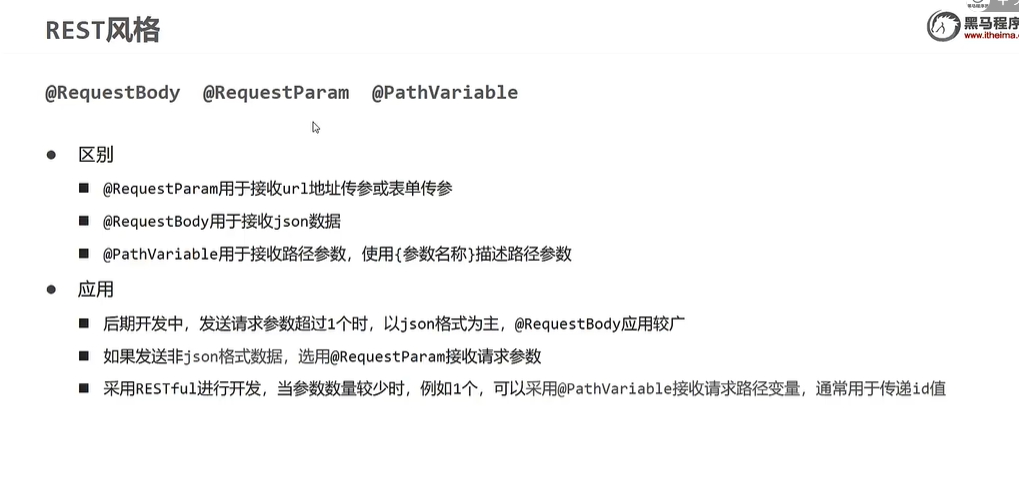 REST风格
黑马程序
www.itheima.
@RequestBody @RequestParam @PathVariable
区别
@RequestParam用于接收url地址传参或表单传参
@RequestBody用于接收json数据
@PathVariable用于接收路径参数，使用{参数名称}描述路径参数
应用
后期开发中，发送请求参数超过1个时，以json格式为主，@RequestBody应用较广
如果发送非json格式数据，选用@RequestParam接收请求参数
采用RESTful进行开发，当参数数量较少时，例如1个，可以采用@PathVariable接收请求路径变量，通常用于传递id值